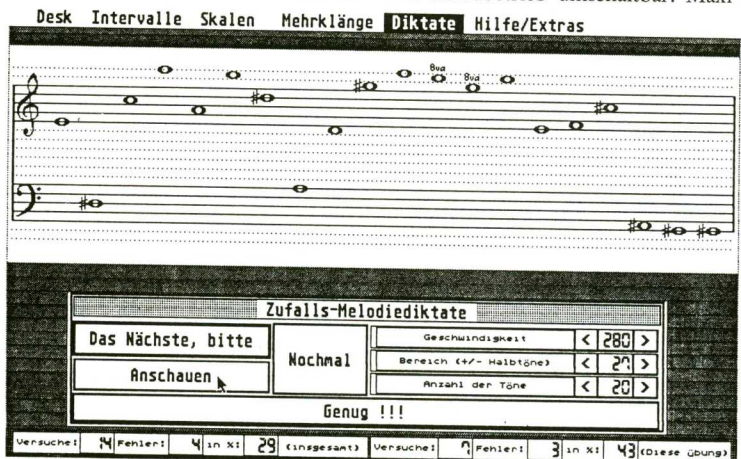 umschaltbar. Maxi-
Desk Intervalle Skalen Mehrklänge Diktate Hilfe/Extras
8va
8va
Zufalls-Melodiediktate
Das Nächste, bitte
Anschauen
Nochmal
Geschwindigkeit < 280 >
Bereich (+/- Halbtöne) < 27 >
Anzahl der Töne < 20 >
Genug !!!
Versuche: 14 Fehler: 4 in %: 29 (insgesamt) Versuche: 7 Fehler: 3 in %: 43 (Diese Übung)